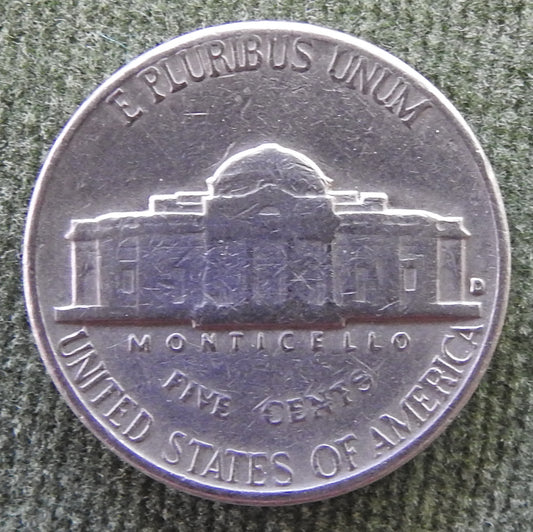 E PLURIBUS UNUM
D
MONTICELLO
FIVE CENTS
UNITED STATES OF AMERICA